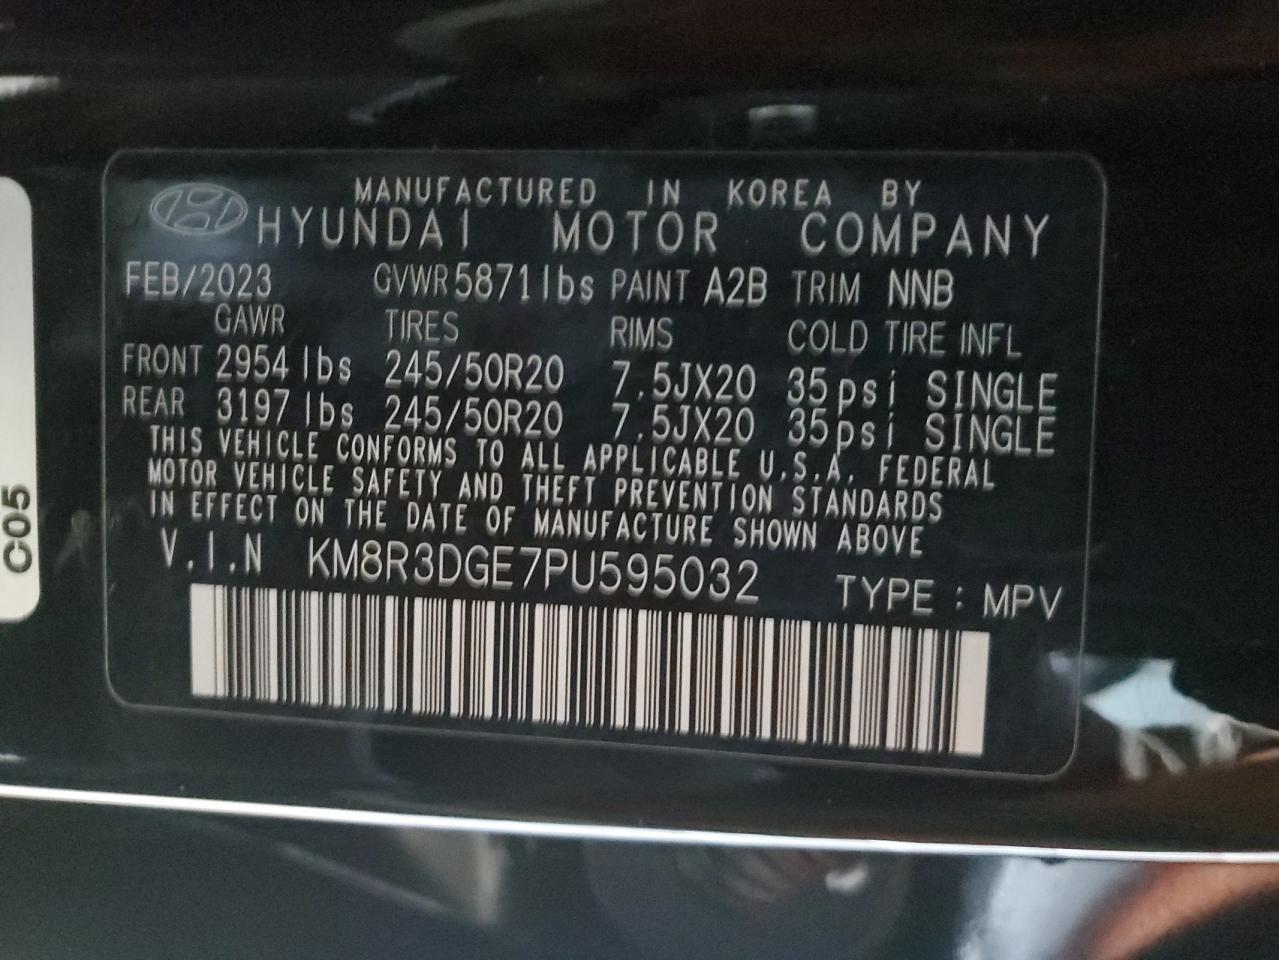 MANUFACTURED IN KOREA BY
HYUNDAI MOTOR COMPANY
FEB/2023 GVWR 5871lbs PAINT A2B TRIM NNB
GAWR TIRES RIMS COLD TIRE INFL
FRONT 2954 lbs 245/50R20 7.5JX20 35psi SINGLE
REAR 3197 lbs 245/50R20 7.5JX20 35psi SINGLE
THIS VEHICLE CONFORMS TO ALL APPLICABLE U.S.A. FEDERAL
MOTOR VEHICLE SAFETY AND THEFT PREVENTION STANDARDS
IN EFFECT ON THE DATE OF MANUFACTURE SHOWN ABOVE
V.I.N KM8R3DGE7PU595032 TYPE : MPV
C05